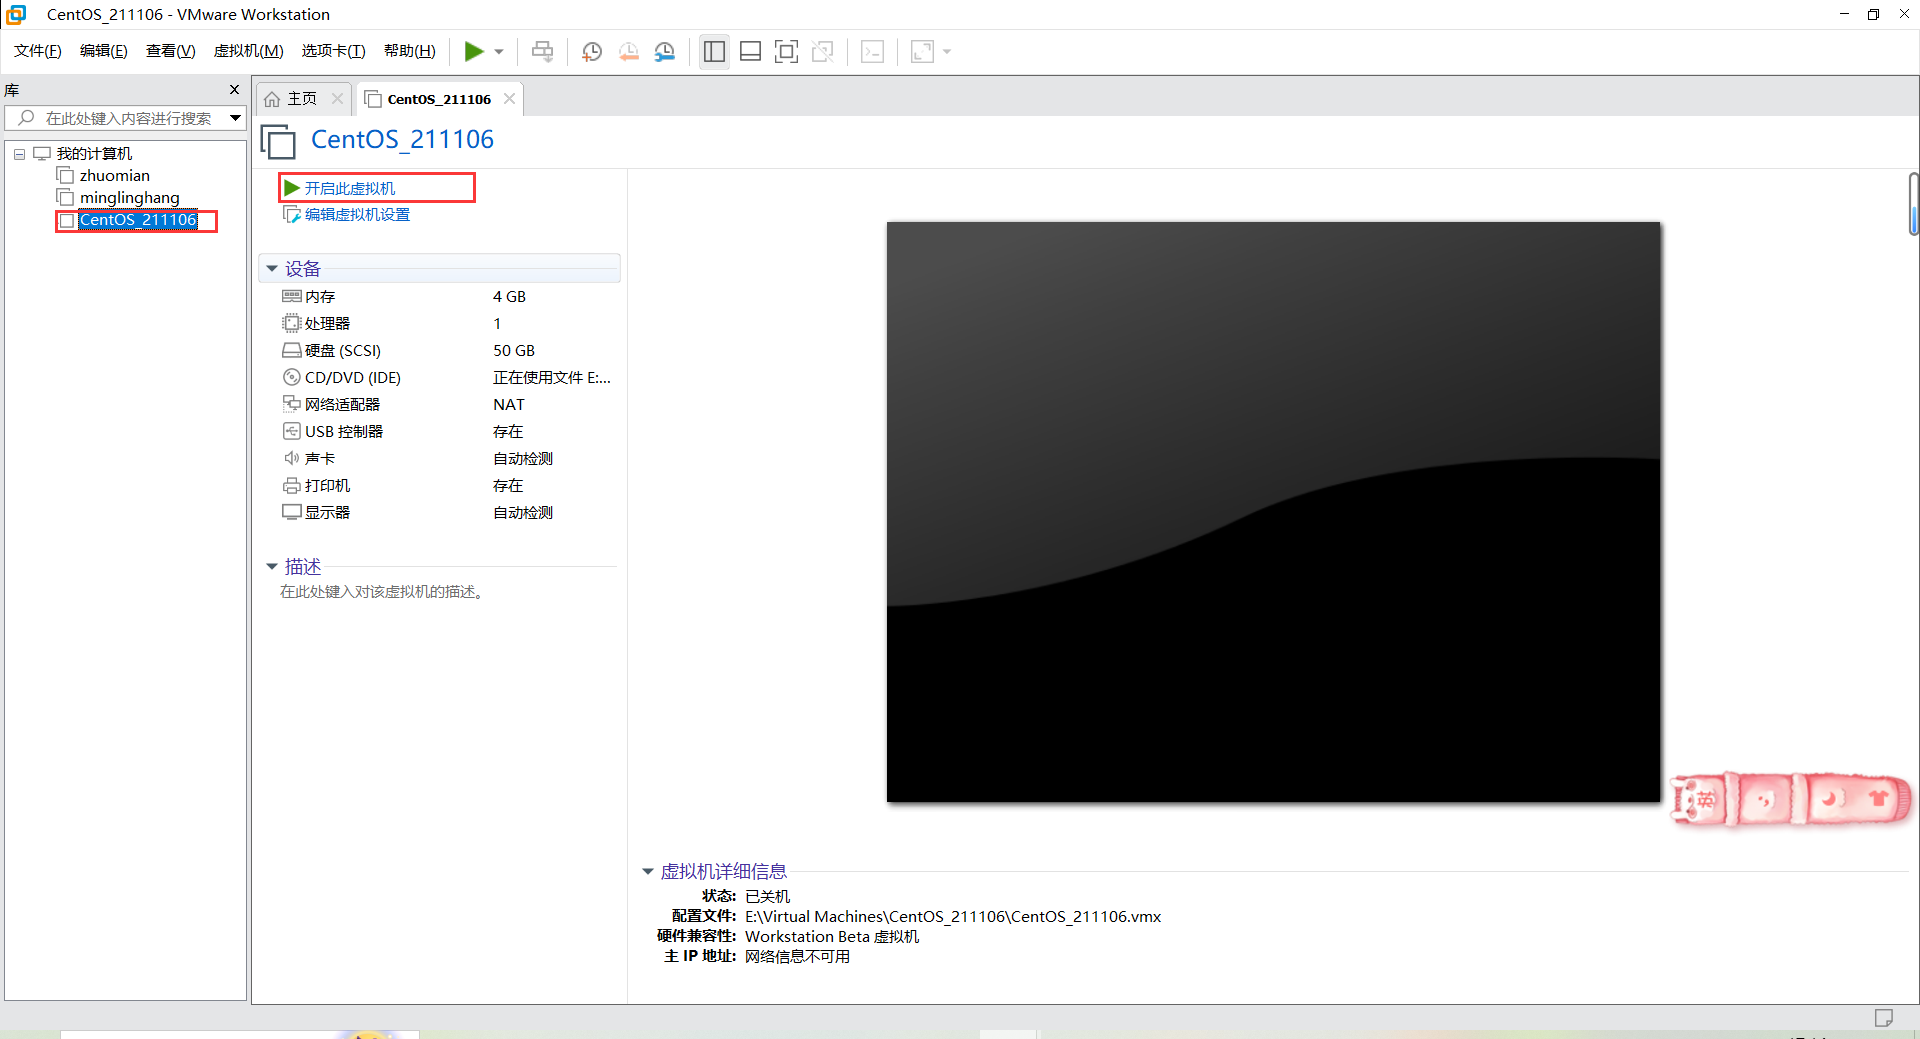 CentOS_211106 - VMware Workstation
文件(F) 编辑(E) 查看(V) 虚拟机(M) 选项卡(T) 帮助(H)
库
在此处键入内容进行搜索
我的计算机
zhuomian
minglinghang
CentOS_211106
主页 CentOS_211106
CentOS_211106
开启此虚拟机
编辑虚拟机设置
设备
内存 4 GB
处理器 1
硬盘 (SCSI) 50 GB
CD/DVD (IDE) 正在使用文件 E:...
网络适配器 NAT
USB 控制器 存在
声卡 自动检测
打印机 存在
显示器 自动检测
描述
在此处键入对该虚拟机的描述。
英
虚拟机详细信息
状态: 已关机
配置文件: E:\Virtual Machines\CentOS_211106\CentOS_211106.vmx
硬件兼容性: Workstation Beta 虚拟机
主 IP 地址: 网络信息不可用